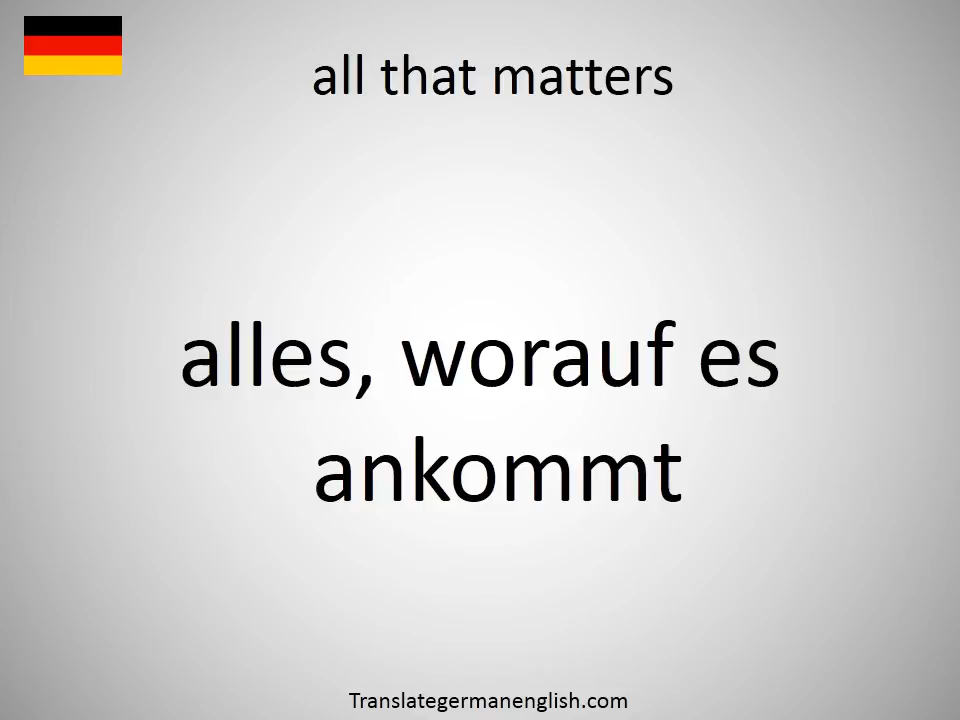 all that matters
alles, worauf es
ankommt
Translategermanenglish.com